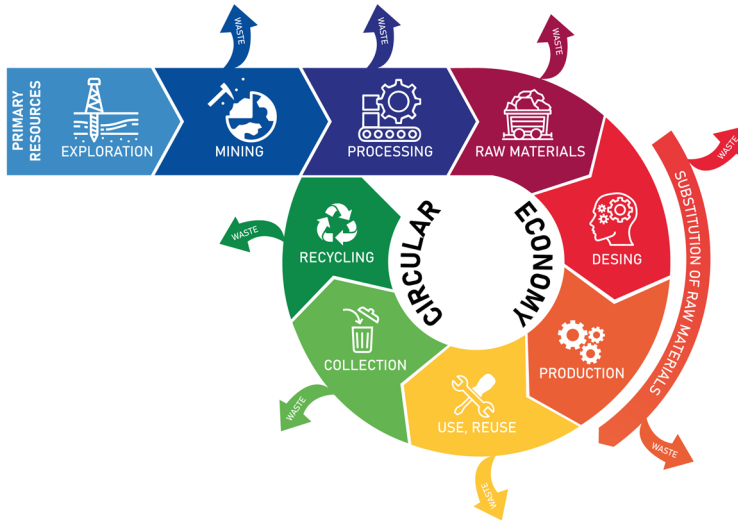 WASTE
WASTE
WASTE
PRIMARY
RESOURCES
EXPLORATION
MINING
PROCESSING
RAW MATERIALS
WASTE
SUBSTITUTION OF RAW MATERIALS
CIRCULAR
ECONOMY
WASTE
RECYCLING
DESING
COLLECTION
PRODUCTION
WASTE
USE, REUSE
WASTE
WASTE